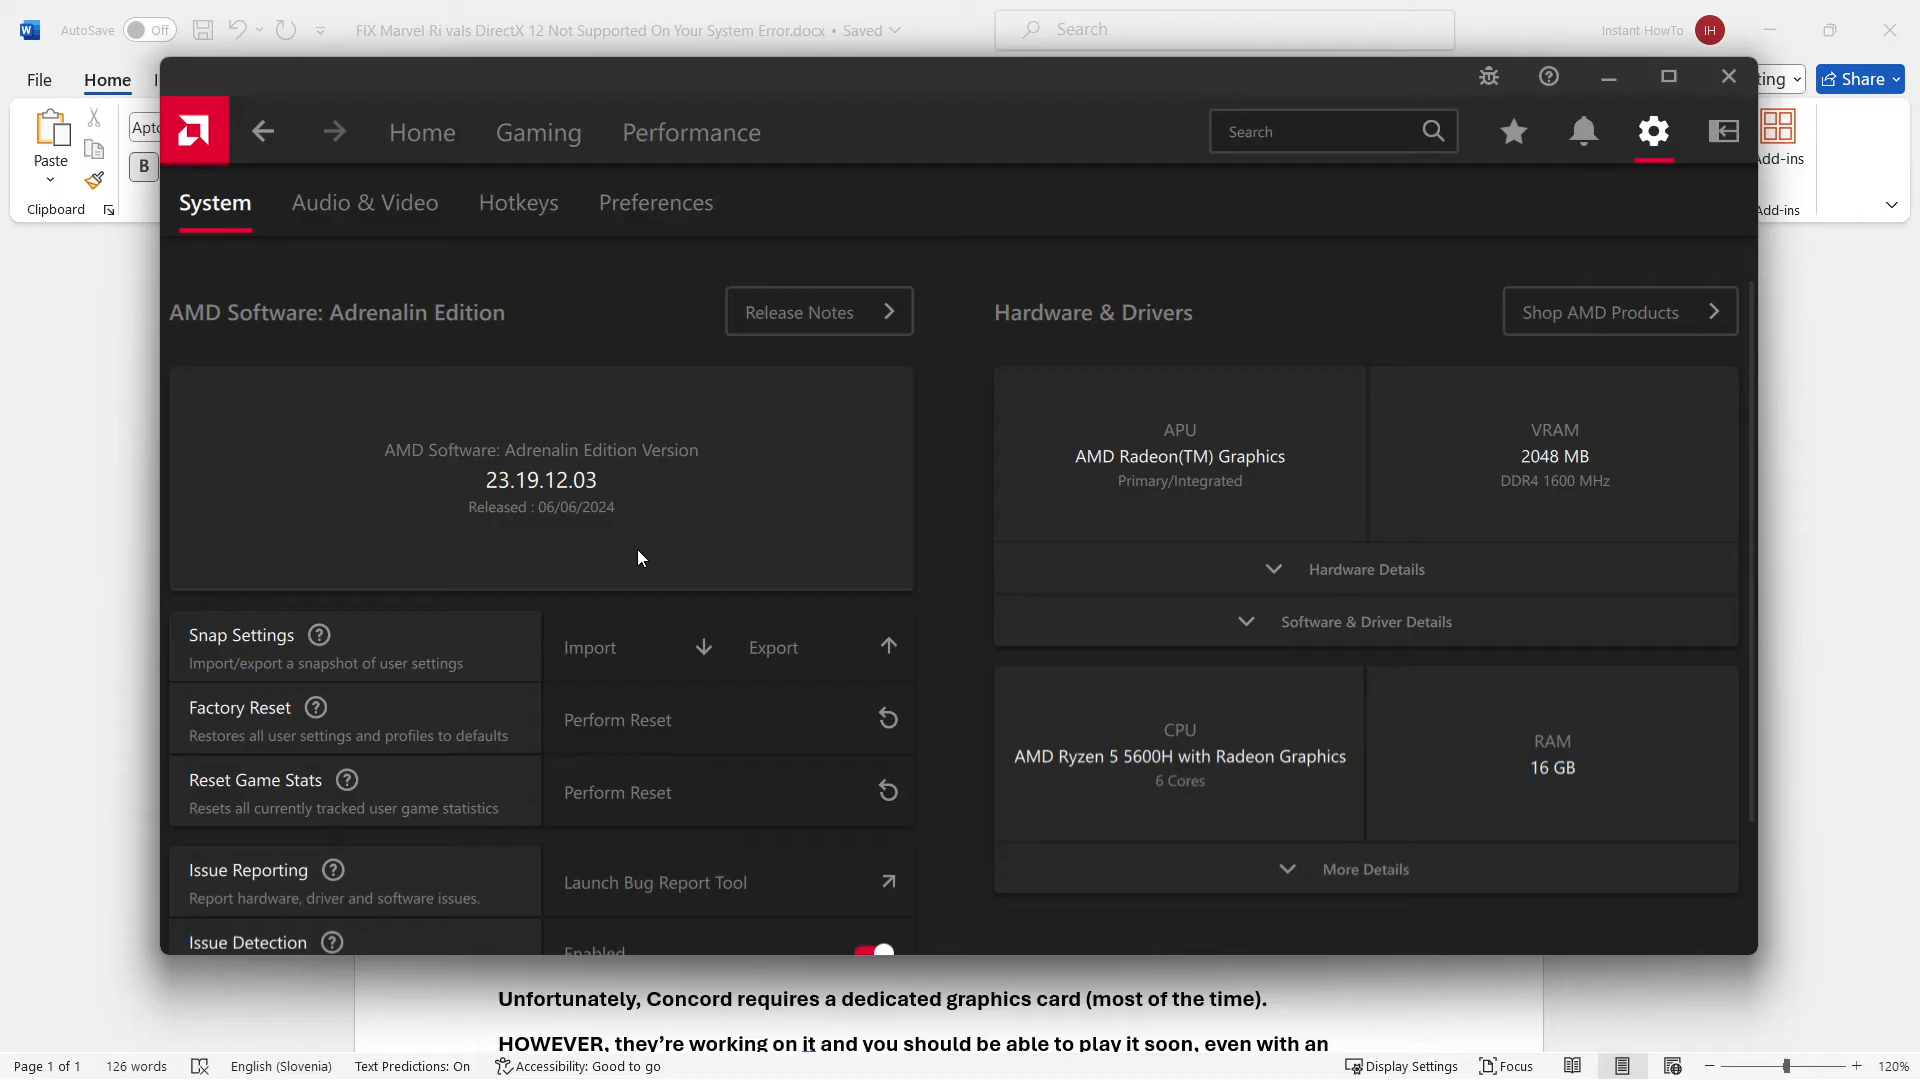 AutoSave Off FIX Marvel Ri vals DirectX 12 Not Supported On Your System Error.docx • Saved Search Instant HowTo IH
File Home Share
Paste
B
Clipboard
Add-ins
Add-ins
Home Gaming Performance Search
System Audio & Video Hotkeys Preferences
AMD Software: Adrenalin Edition Release Notes
AMD Software: Adrenalin Edition Version
23.19.12.03
Released : 06/06/2024
Snap Settings
Import/export a snapshot of user settings
Import Export
Factory Reset
Restores all user settings and profiles to defaults
Perform Reset
Reset Game Stats
Resets all currently tracked user game statistics
Perform Reset
Issue Reporting
Report hardware, driver and software issues.
Launch Bug Report Tool
Issue Detection
Enabled
Hardware & Drivers Shop AMD Products
APU
AMD Radeon(TM) Graphics
Primary/Integrated
VRAM
2048 MB
DDR4 1600 MHz
Hardware Details
Software & Driver Details
CPU
AMD Ryzen 5 5600H with Radeon Graphics
6 Cores
RAM
16 GB
More Details
Unfortunately, Concord requires a dedicated graphics card (most of the time).
HOWEVER, they're working on it and you should be able to play it soon, even with an
Page 1 of 1 126 words English (Slovenia) Text Predictions: On Accessibility: Good to go Display Settings Focus 120%